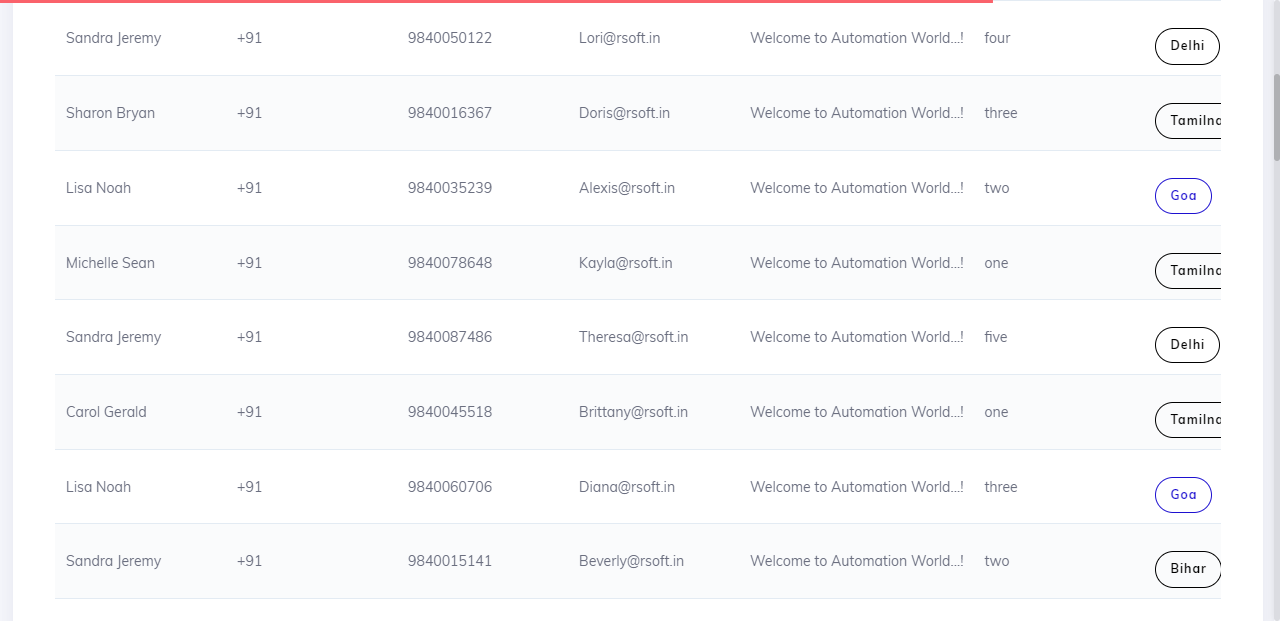 Sandra Jeremy +91 9840050122 Lori@rsoft.in Welcome to Automation World...! four Delhi
Sharon Bryan +91 9840016367 Doris@rsoft.in Welcome to Automation World...! three Tamilna
Lisa Noah +91 9840035239 Alexis@rsoft.in Welcome to Automation World...! two Goa
Michelle Sean +91 9840078648 Kayla@rsoft.in Welcome to Automation World...! one Tamilna
Sandra Jeremy +91 9840087486 Theresa@rsoft.in Welcome to Automation World...! five Delhi
Carol Gerald +91 9840045518 Brittany@rsoft.in Welcome to Automation World...! one Tamilna
Lisa Noah +91 9840060706 Diana@rsoft.in Welcome to Automation World...! three Goa
Sandra Jeremy +91 9840015141 Beverly@rsoft.in Welcome to Automation World...! two Bihar